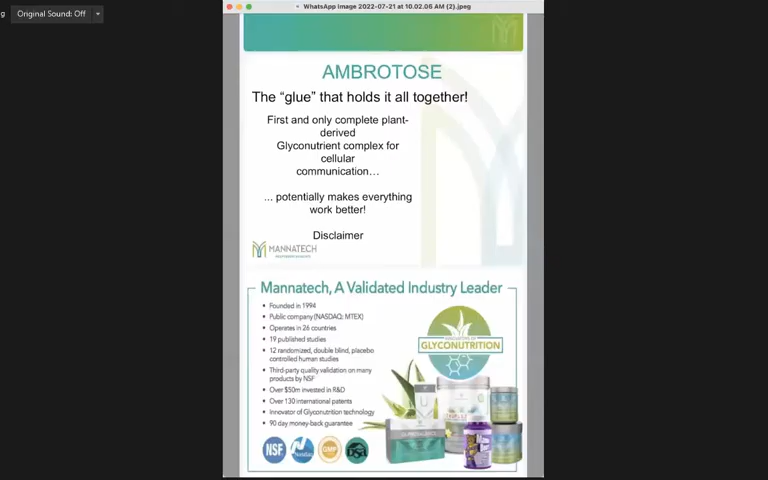 Original Sound: Off
WhatsApp Image 2022-07-21 at 10.02.06 AM (2).jpeg
AMBROTOSE
The “glue” that holds it all together!
First and only complete plant-
derived
Glyconutrient complex for
cellular
communication…
... potentially makes everything
work better!
Disclaimer
MANNATECH
Mannatech, A Validated Industry Leader
• Founded in 1994
• Public company (NASDAQ: MTEX)
• Operates in 26 countries
• 19 published studies
• 12 randomized, double blind, placebo
controlled human studies
• Third-party quality validation on many
products by NSF
• Over $50m invested in R&D
• Over 130 international patents
• Innovator of Glyconutrition technology
• 90 day money-back guarantee
GLYCONUTRITION
NSF
Nasdaq
GMP
DSA